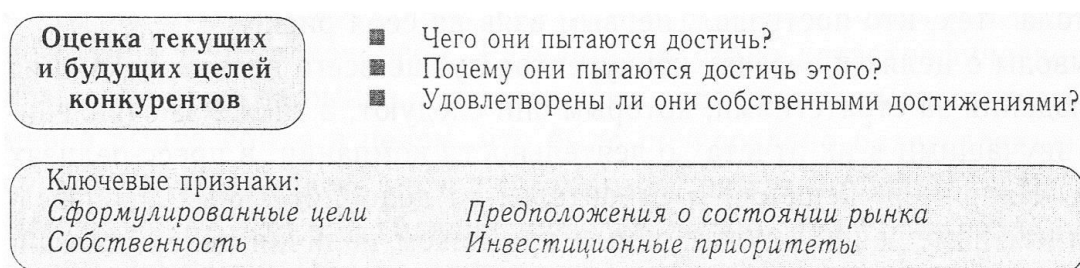 Оценка текущих
и будущих целей
конкурентов
■ Чего они пытаются достичь?
■ Почему они пытаются достичь этого?
■ Удовлетворены ли они собственными достижениями?
Ключевые признаки:
Сформулированные цели Предположения о состоянии рынка
Собственность Инвестиционные приоритеты